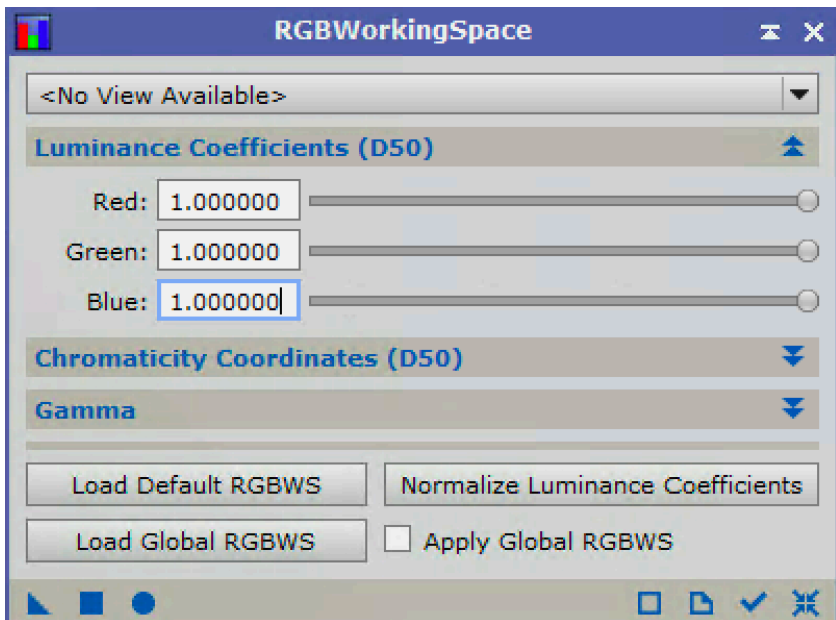 RGBWorkingSpace
<No View Available>
Luminance Coefficients (D50)
Red: 1.000000
Green: 1.000000
Blue: 1.000000
Chromaticity Coordinates (D50)
Gamma
Load Default RGBWS Normalize Luminance Coefficients
Load Global RGBWS Apply Global RGBWS